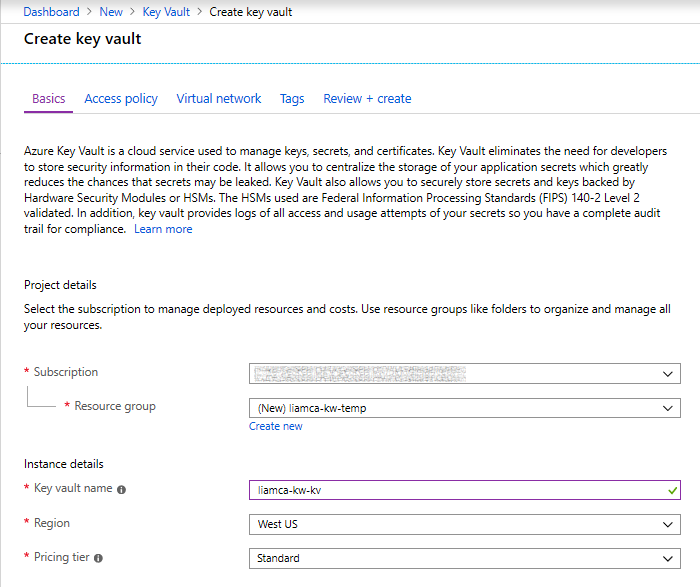 Dashboard > New > Key Vault > Create key vault
Create key vault
Basics Access policy Virtual network Tags Review + create
Azure Key Vault is a cloud service used to manage keys, secrets, and certificates. Key Vault eliminates the need for developers
to store security information in their code. It allows you to centralize the storage of your application secrets which greatly
reduces the chances that secrets may be leaked. Key Vault also allows you to securely store secrets and keys backed by
Hardware Security Modules or HSMs. The HSMs used are Federal Information Processing Standards (FIPS) 140-2 Level 2
validated. In addition, key vault provides logs of all access and usage attempts of your secrets so you have a complete audit
trail for compliance. Learn more
Project details
Select the subscription to manage deployed resources and costs. Use resource groups like folders to organize and manage all
your resources.
* Subscription
* Resource group (New) liamca-kw-temp
Create new
Instance details
* Key vault name liamca-kw-kv
* Region West US
* Pricing tier Standard